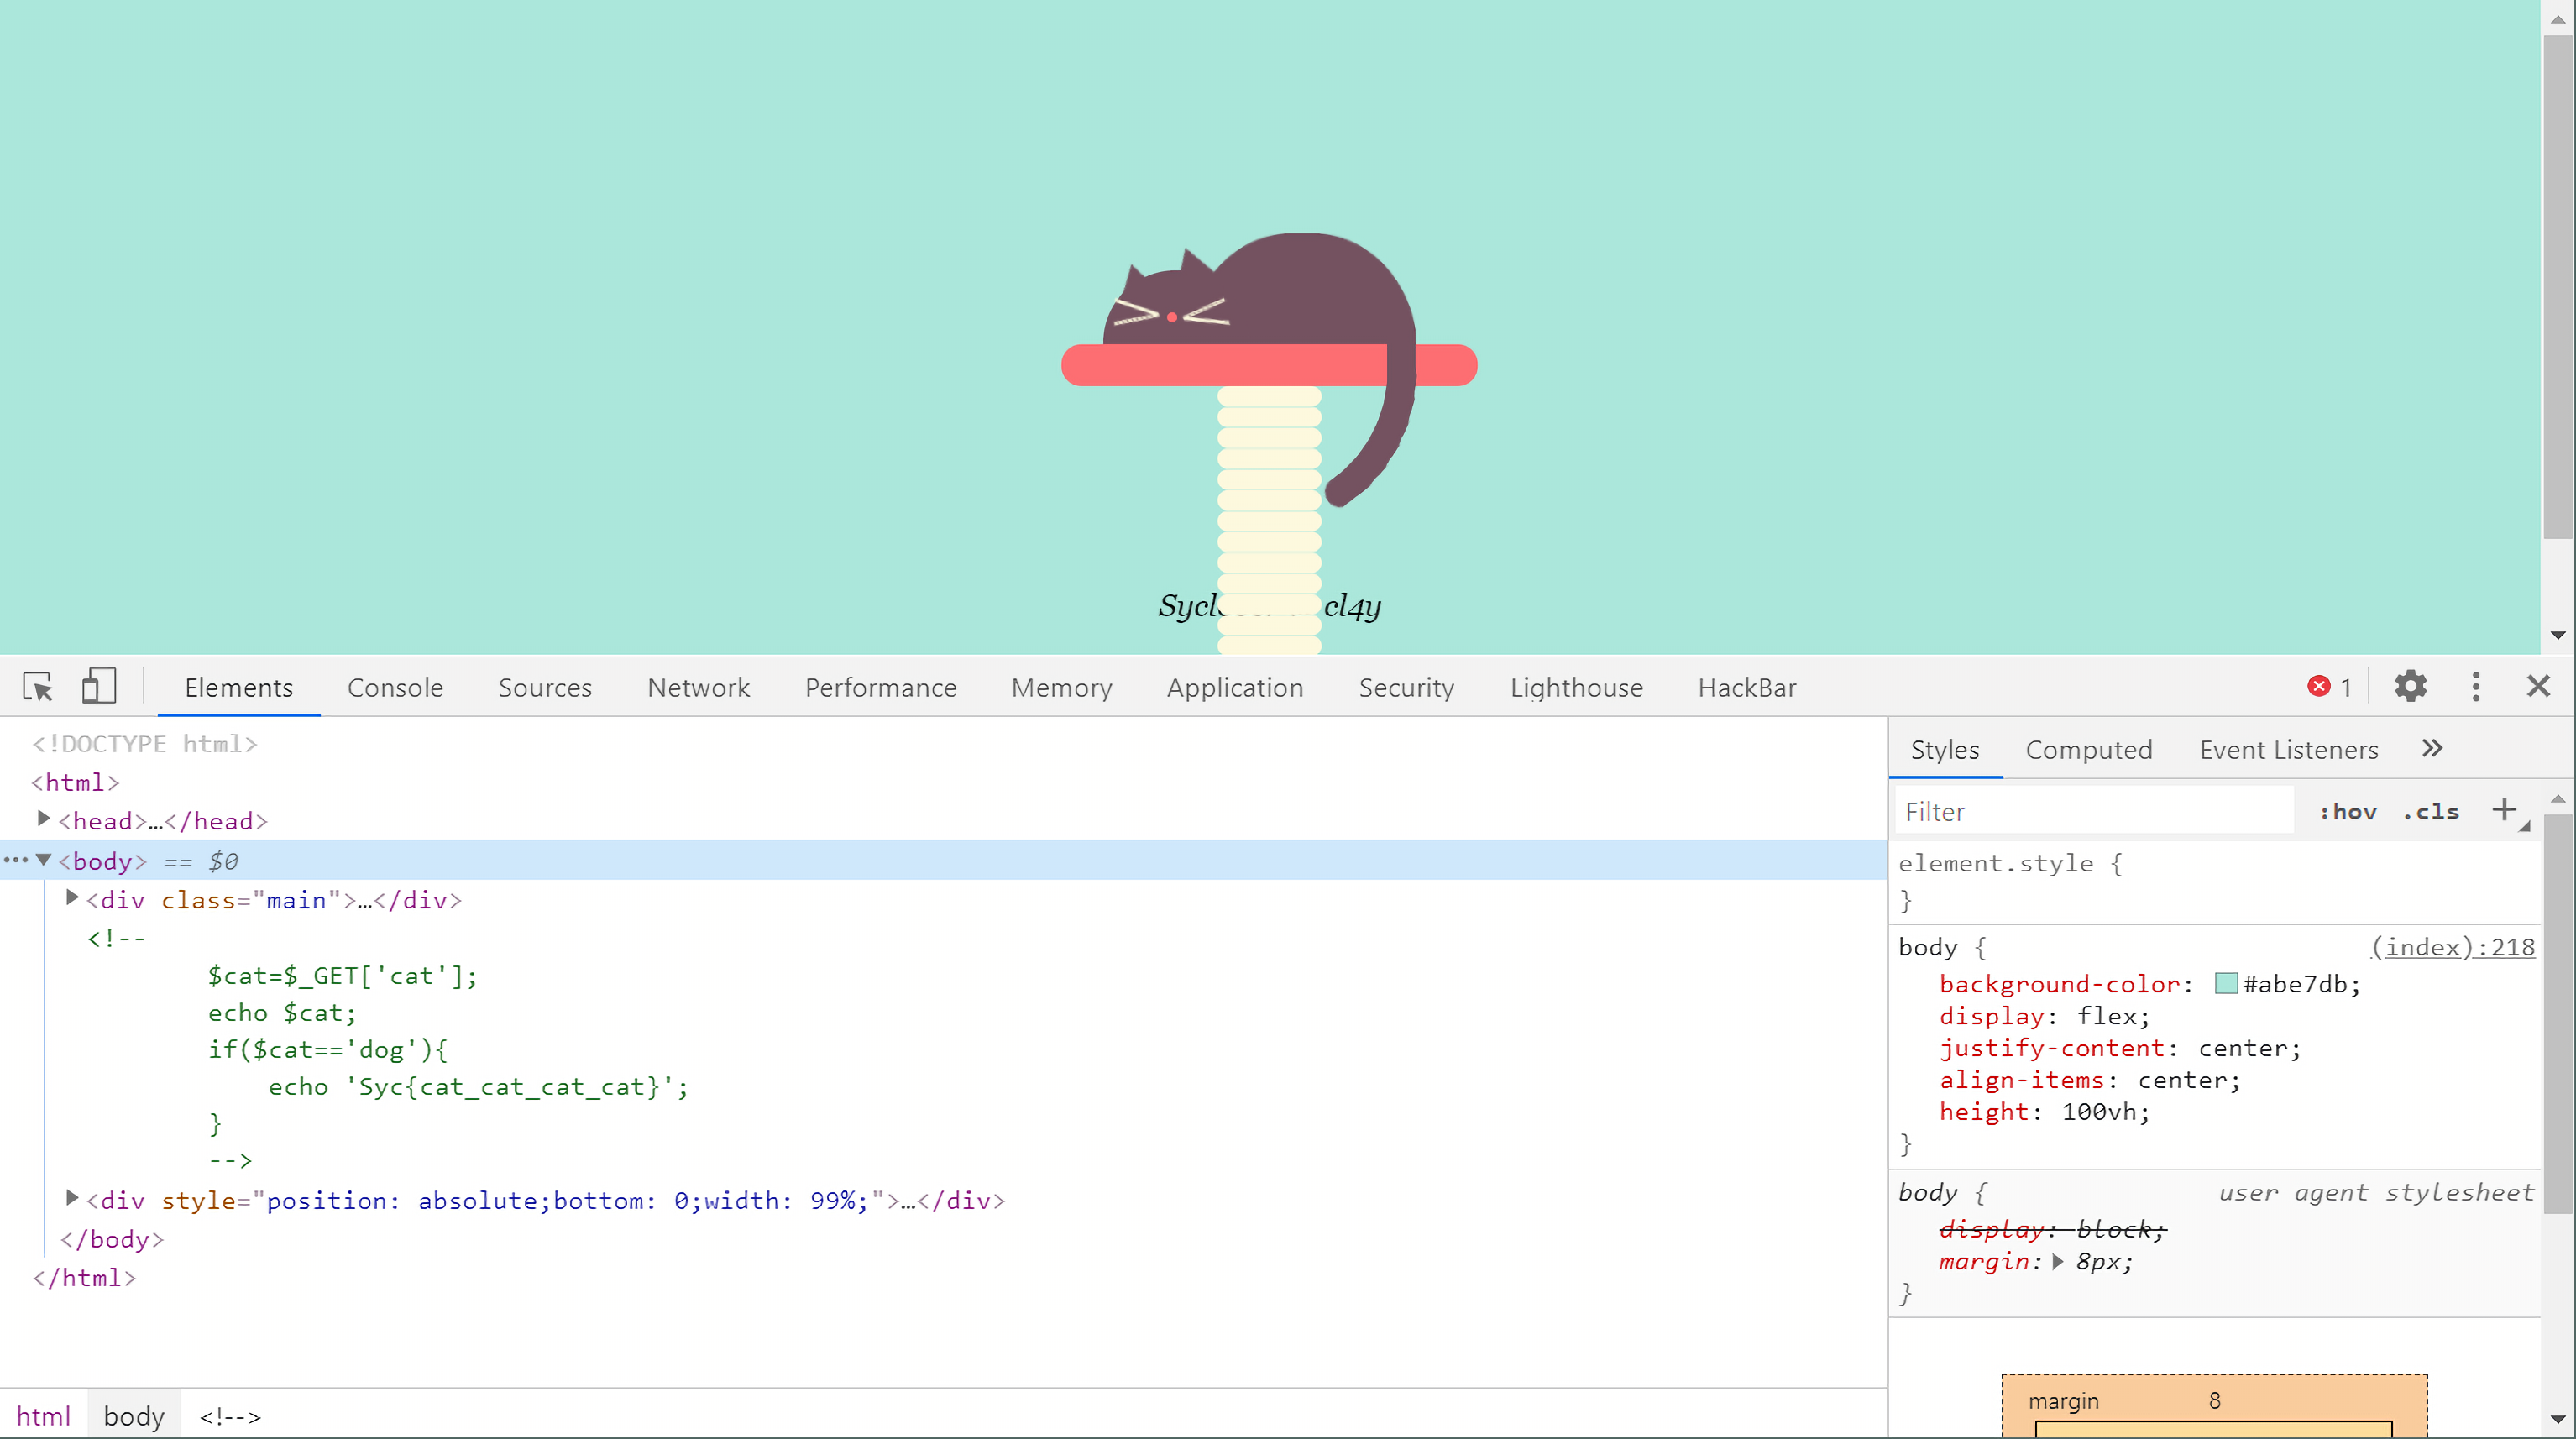 cl4y
Elements Console Sources Network Performance Memory Application Security Lighthouse HackBar 1
<!DOCTYPE html>
<html>
<head>…</head>
<body> == $0
<div class="main">…</div>
<!--
$cat=$_GET['cat'];
echo $cat;
if($cat=='dog'){
echo 'Syc{cat_cat_cat_cat}';
}
-->
<div style="position: absolute;bottom: 0;width: 99%;">…</div>
</body>
</html>
html body <!-->
Styles Computed Event Listeners
Filter :hov .cls
element.style {
}
body { (index):218
background-color: #abe7db;
display: flex;
justify-content: center;
align-items: center;
height: 100vh;
}
body { user agent stylesheet
display: block;
margin: 8px;
}
margin 8